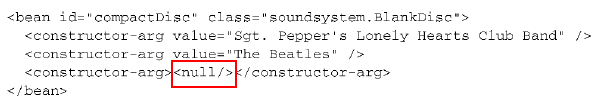 <bean id="compactDisc" class="soundsystem.BlankDisc">
<constructor-arg value="Sgt. Pepper's Lonely Hearts Club Band" />
<constructor-arg value="The Beatles" />
<constructor-arg><null/></constructor-arg>
</bean>